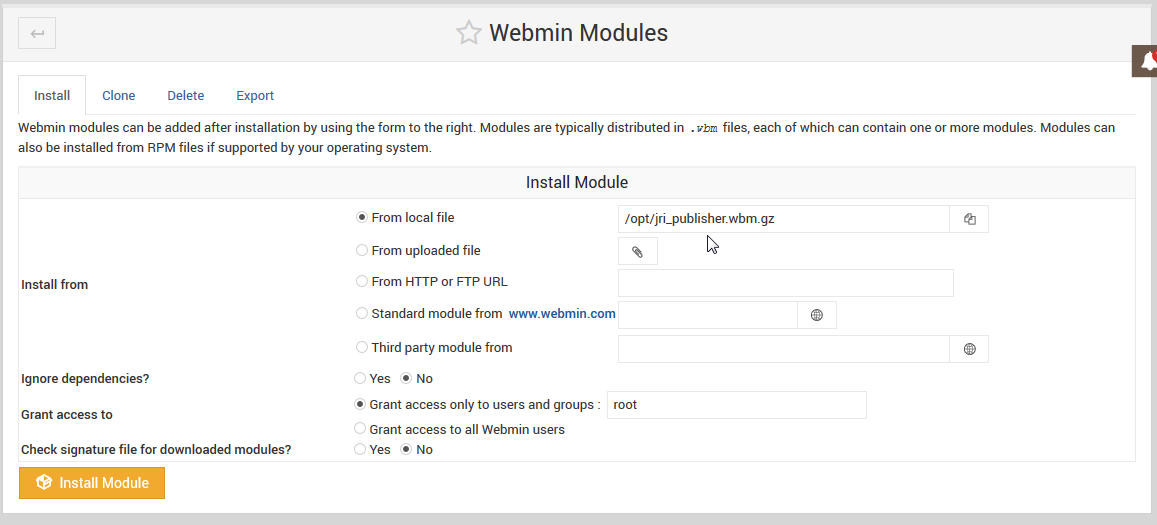 Webmin Modules
Install Clone Delete Export
Webmin modules can be added after installation by using the form to the right. Modules are typically distributed in .wbm files, each of which can contain one or more modules. Modules can
also be installed from RPM files if supported by your operating system.
Install Module
Install from
From local file /opt/jri_publisher.wbm.gz
From uploaded file
From HTTP or FTP URL
Standard module from www.webmin.com
Third party module from
Ignore dependencies? Yes No
Grant access to
Grant access only to users and groups : root
Grant access to all Webmin users
Check signature file for downloaded modules? Yes No
Install Module